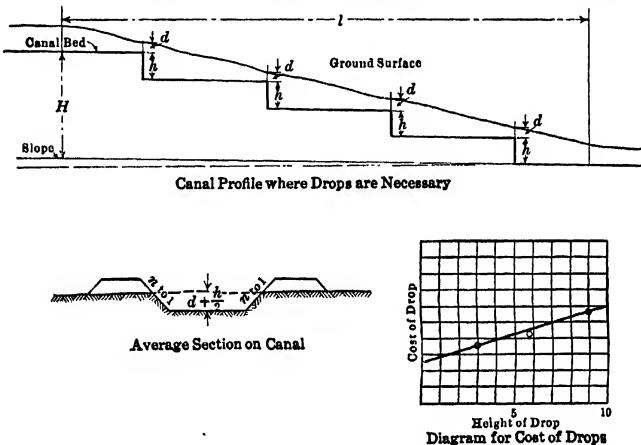 l
Canal Bed
d
Ground Surface
h
d
h
d
h
d
h
H
Slope
Canal Profile where Drops are Necessary
n to 1
d + h/2
n to 1
Average Section on Canal
Cost of Drop
5
10
Height of Drop
Diagram for Cost of Drops